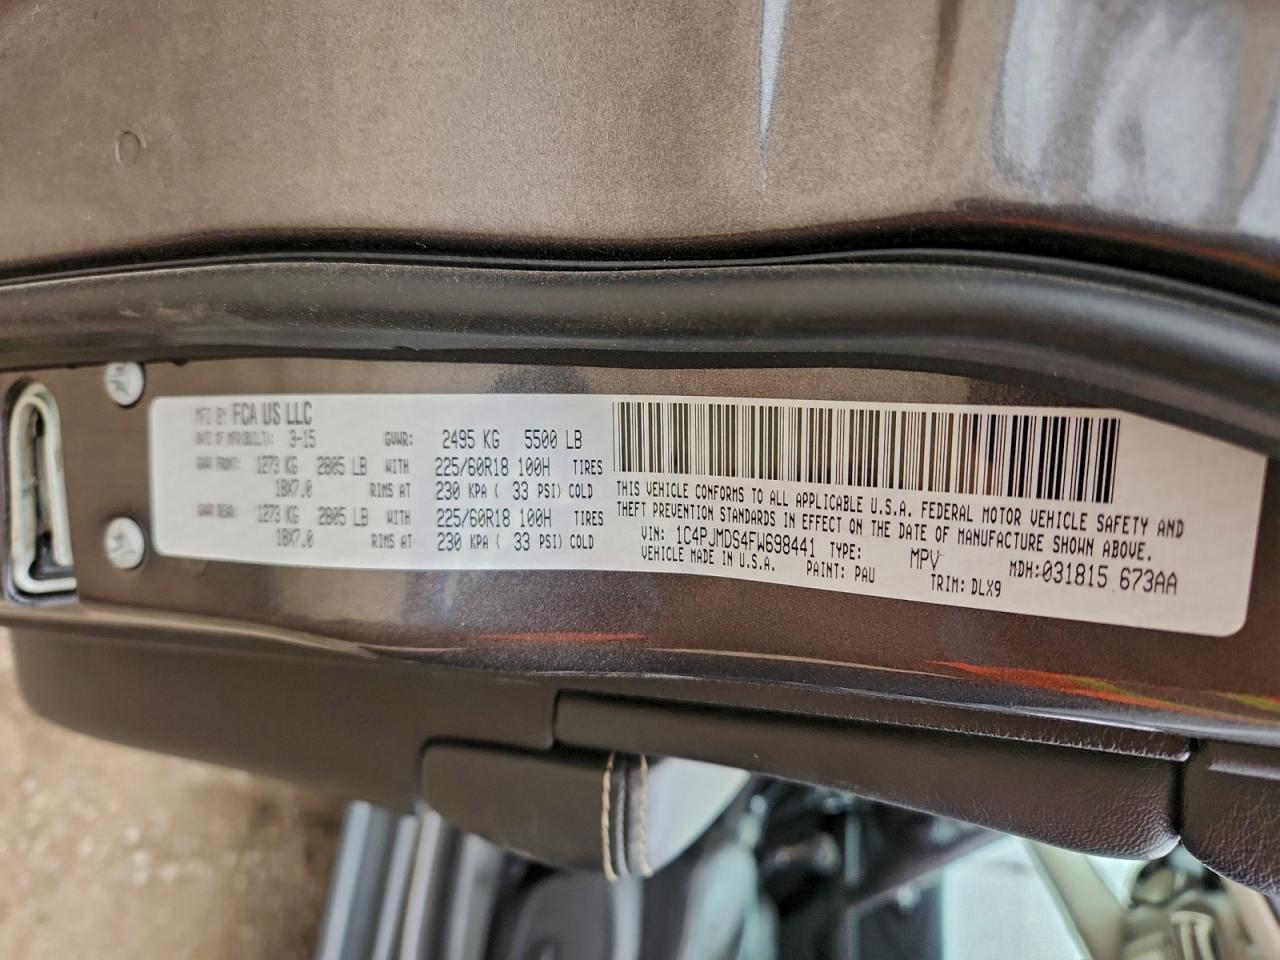 MFD BY FCA US LLC
DATE OF MFR(BUILT): 3-15 GVWR: 2495 KG 5500 LB
GAWR FRONT: 1273 KG 2805 LB WITH 225/60R18 100H TIRES
18X7.0 RIMS AT 230 KPA ( 33 PSI) COLD
GAWR REAR: 1273 KG 2805 LB WITH 225/60R18 100H TIRES
18X7.0 RIMS AT 230 KPA ( 33 PSI) COLD
THIS VEHICLE CONFORMS TO ALL APPLICABLE U.S.A. FEDERAL MOTOR VEHICLE SAFETY AND
THEFT PREVENTION STANDARDS IN EFFECT ON THE DATE OF MANUFACTURE SHOWN ABOVE.
VIN: 1C4PJMDS4FW698441 TYPE: MPV MDH:031815 673AA
VEHICLE MADE IN U.S.A. PAINT: PAU TRIM: DLX9